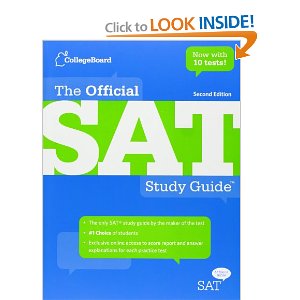 Click to LOOK INSIDE!
CollegeBoard
Now with
10 tests!
The Official
Second Edition
SAT
Study Guide™
• The only SAT® study guide by the maker of the test
• #1 Choice of students
• Exclusive online access to score report and answer
explanations for each practice test
SAT